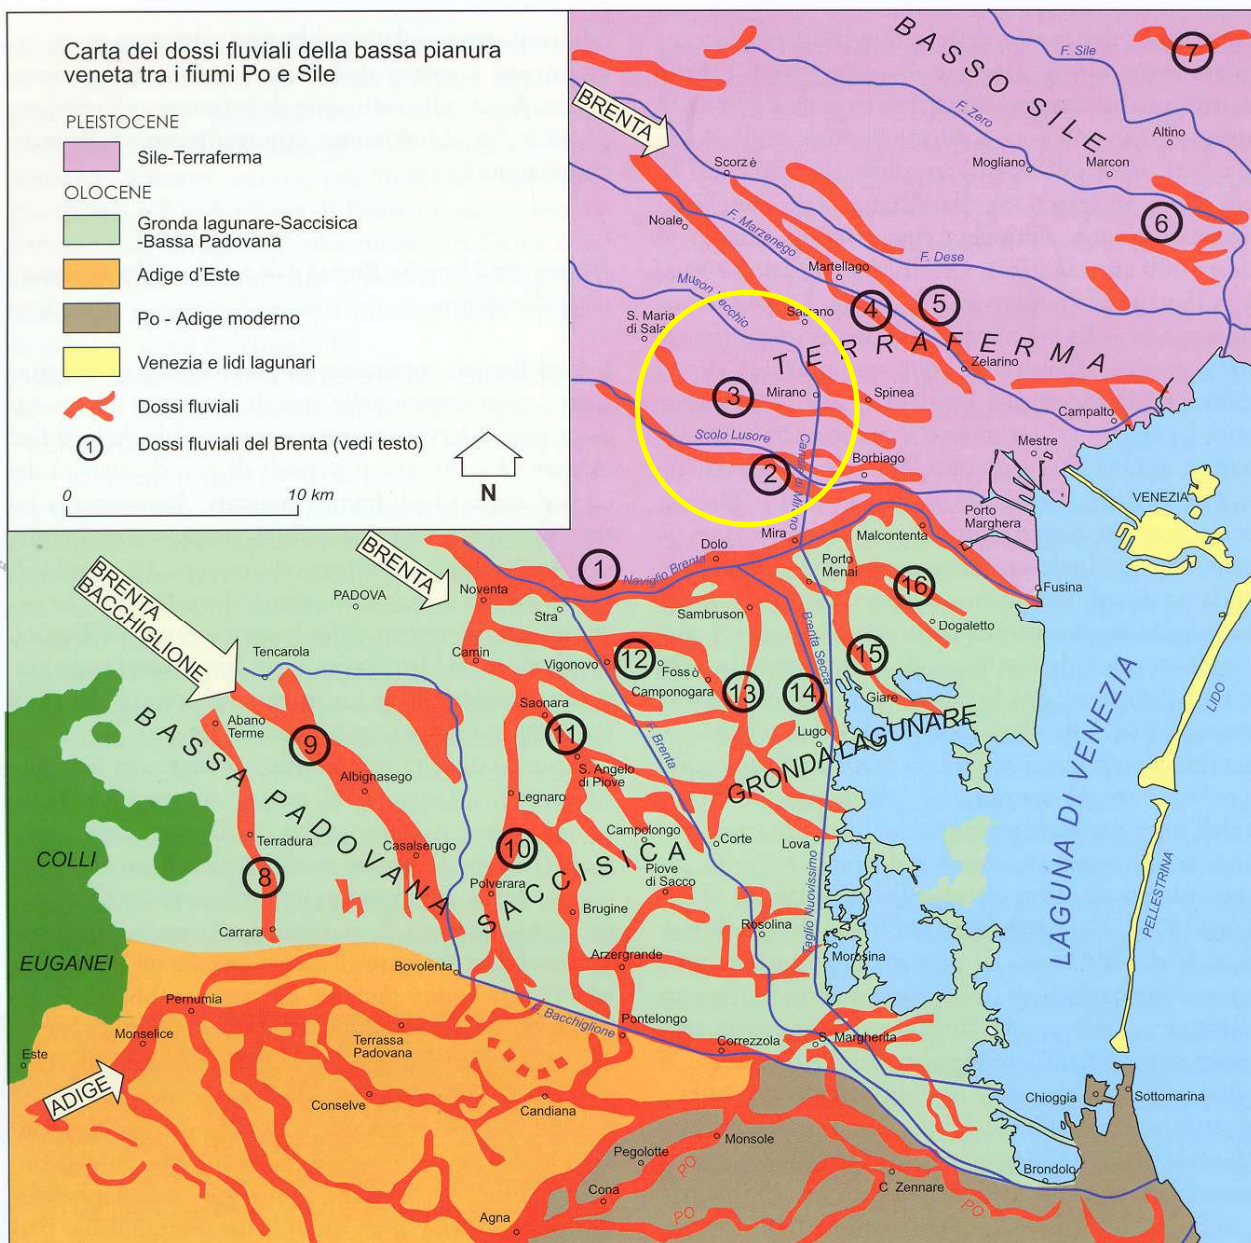 Carta dei dossi fluviali della bassa pianura
veneta tra i fiumi Po e Sile
PLEISTOCENE
Sile-Terraferma
OLOCENE
Gronda lagunare-Saccisica
-Bassa Padovana
Adige d'Este
Po - Adige moderno
Venezia e lidi lagunari
Dossi fluviali
1 Dossi fluviali del Brenta (vedi testo)
0 10 km
N
BASSO SILE
F. Sile
7
BRENTA
F. Zero
Altino
Scorzè
Mogliano
Marcon
Noale
F. Marzenego
6
F. Dese
Martellago
Muson Vecchio
S. Maria
di Sala
Salzano
4
5
TERRAFERMA
Zelarino
3
Mirano
Spinea
Campalto
Scolo Lusore
Mestre
2
Canale di Mirano
Borbiago
VENEZIA
Porto
Marghera
Malcontenta
Mira
BRENTA
Dolo
1
Naviglio Brenta
Porto
Menai
16
Fusina
BRENTA
BACCHIGLIONE
PADOVA
Noventa
Stra
Sambruson
Dogaletto
Tencarola
Camin
Vigonovo
12
Fossò
Brenta Secca
15
Camponogara
13
14
Giare
Saonara
Abano
Terme
9
11
F. Brenta
Lugo
GRONDA LAGUNARE
LIDO
BASSA PADOVANA
Albignasego
S. Angelo
di Piove
Legnaro
LAGUNA DI VENEZIA
Terradura
Casalserugo
10
Campolongo
Corte
Lova
COLLI
8
SACCISICA
Polverara
Piove
di Sacco
Taglio Nuovissimo
PELLESTRINA
Brugine
Rosolina
Carrara
EUGANEI
Arzergrande
Morosina
Bovolenta
Pernumia
F. Bacchiglione
Pontelongo
Monselice
Terrassa
Padovana
Correzzola
S. Margherita
Este
ADIGE
Conselve
Candiana
Chioggia
Sottomarina
Monsole
Pegolotte
PO
Brondolo
Cona
C Zennare
PO
PO
Agna